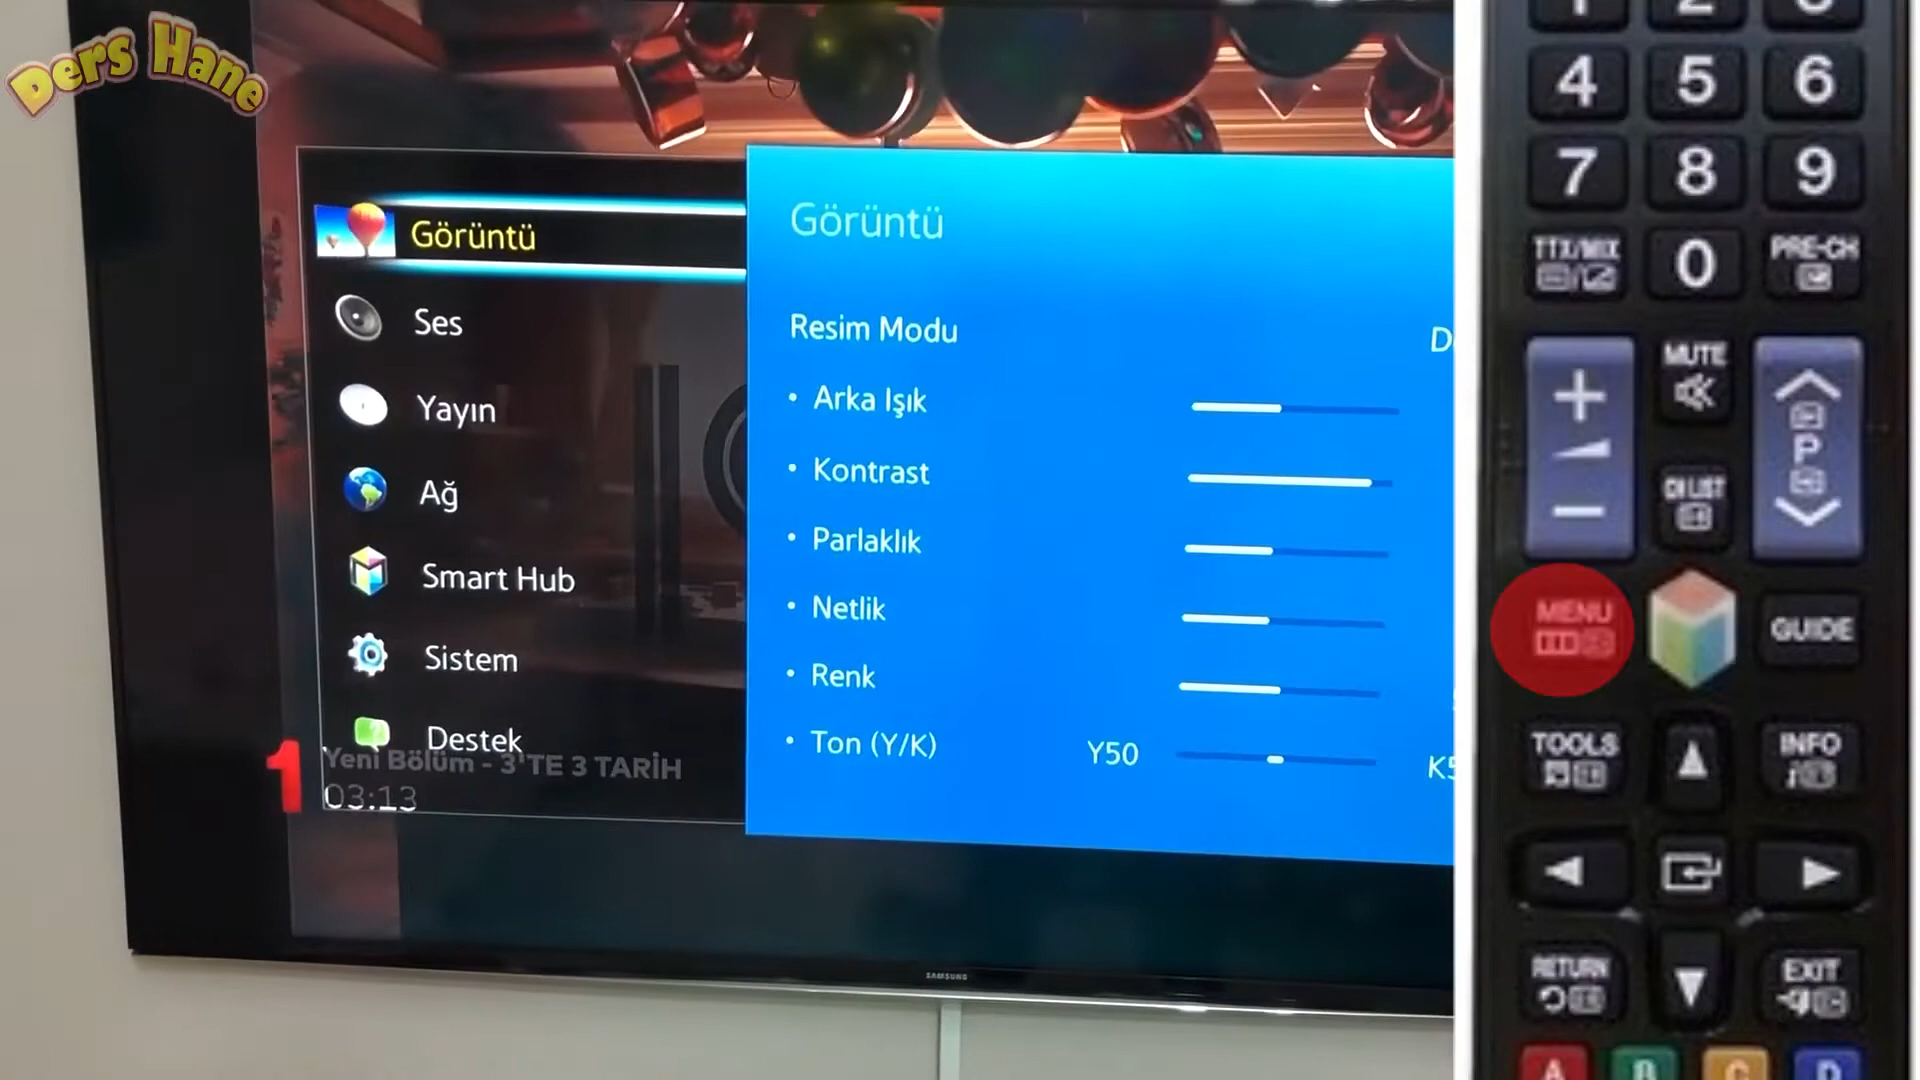 Ders Hane
Görüntü
Ses
Yayın
Ağ
Smart Hub
Sistem
Destek
Yeni Bölüm - 3'TE 3 TARİH
03:13
1
Görüntü
Resim Modu
• Arka Işık
• Kontrast
• Parlaklık
• Netlik
• Renk
• Ton (Y/K) Y50
SAMSUNG
4 5 6
7 8 9
TTX/MIX 0 PRE-CH
MUTE
+
P
CH LIST
−
MENU GUIDE
TOOLS INFO
RETURN EXIT
A B C D